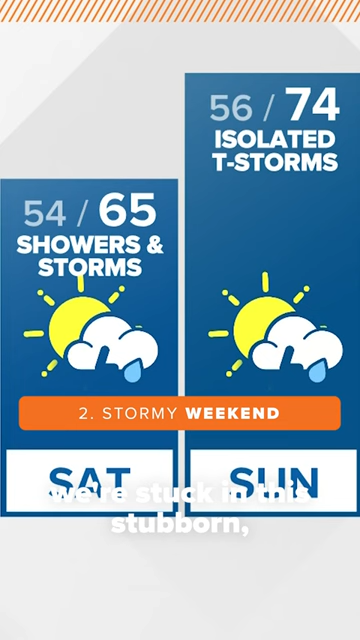 56 / 74
ISOLATED
T-STORMS
54 / 65
SHOWERS &
STORMS
2. STORMY WEEKEND
SAT
SUN
we're stuck in this
stubborn,